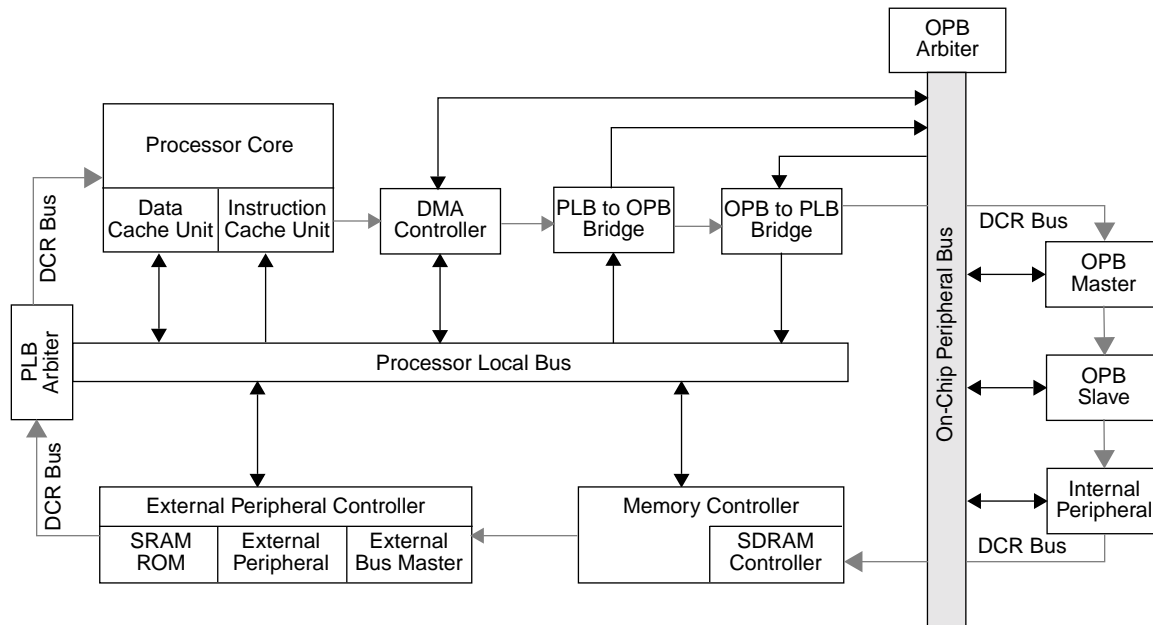 OPB
Arbiter
Processor Core
Data
Cache Unit
Instruction
Cache Unit
DMA
Controller
PLB to OPB
Bridge
OPB to PLB
Bridge
DCR Bus
DCR Bus
OPB
Master
PLB
Arbiter
Processor Local Bus
On-Chip Peripheral Bus
OPB
Slave
DCR Bus
External Peripheral Controller
SRAM
ROM
External
Peripheral
External
Bus Master
Memory Controller
SDRAM
Controller
Internal
Peripheral
DCR Bus